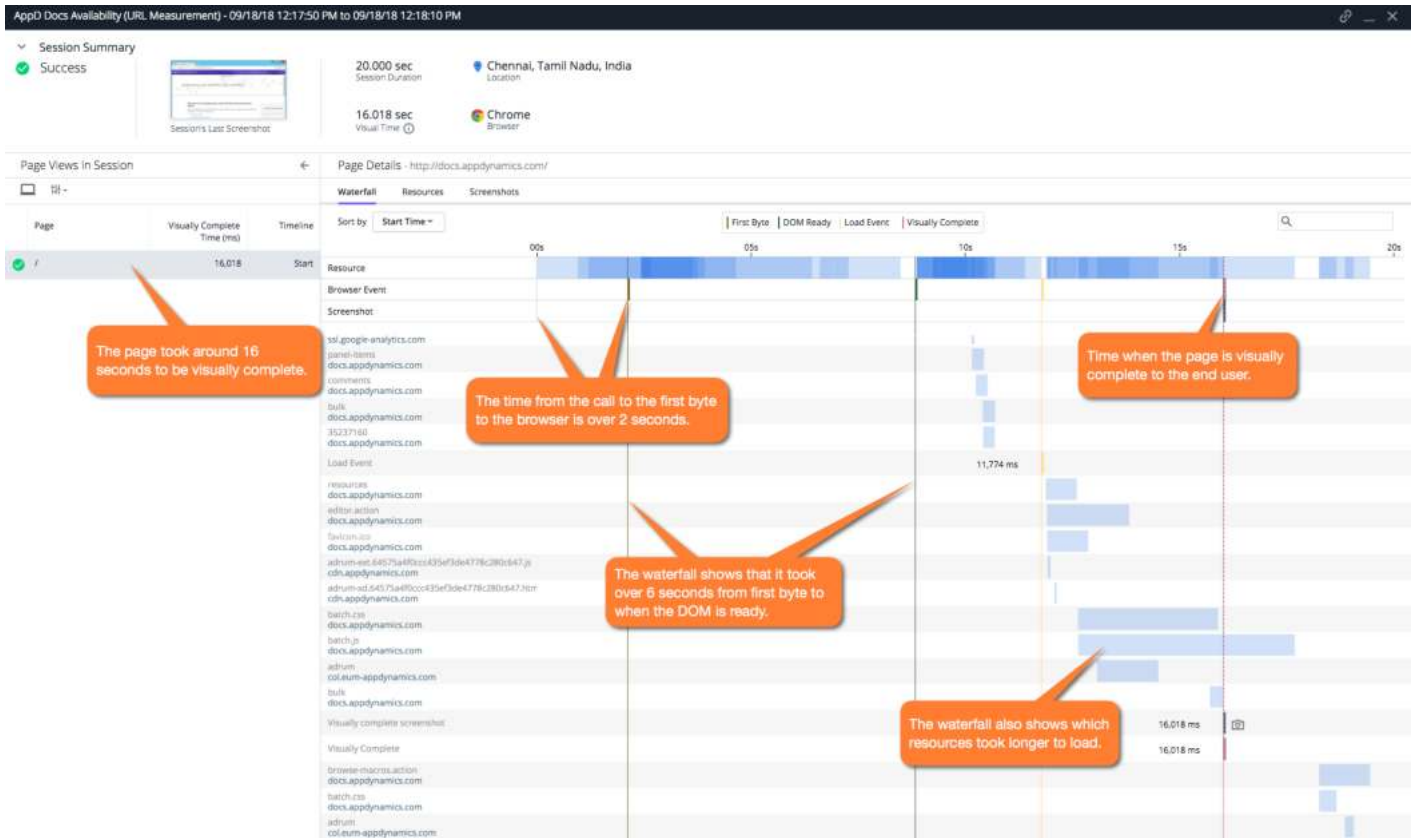 AppD Docs Availability (URL Measurement) - 09/18/18 12:17:50 PM to 09/18/18 12:18:10 PM
Session Summary
Success
Session's Last Screenshot
20.000 sec
Session Duration
16.018 sec
Visual Time
Chennai, Tamil Nadu, India
Location
Chrome
Browser
Page Views in Session
Page
Visually Complete
Time (ms)
Timeline
/
16,018
Start
The page took around 16
seconds to be visually complete.
Page Details - http://docs.appdynamics.com/
Waterfall Resources Screenshots
Sort by Start Time
First Byte DOM Ready Load Event Visually Complete
00s 05s 10s 15s 20s
Resource
Browser Event
Screenshot
ssl.google-analytics.com
panel-items
docs.appdynamics.com
comments
docs.appdynamics.com
bulk
docs.appdynamics.com
35237160
docs.appdynamics.com
Load Event
11,774 ms
resources
docs.appdynamics.com
editor.action
docs.appdynamics.com
favicon.ico
docs.appdynamics.com
cdn.appdynamics.com
cdn.appdynamics.com
batch.css
docs.appdynamics.com
batch.js
docs.appdynamics.com
adrum
col.eum-appdynamics.com
bulk
docs.appdynamics.com
Visually complete screenshot
16,018 ms
Visually Complete
16,018 ms
browse-macros.action
docs.appdynamics.com
batch.css
docs.appdynamics.com
adrum
col.eum-appdynamics.com
The time from the call to the first byte
to the browser is over 2 seconds.
Time when the page is visually
complete to the end user.
The waterfall shows that it took
over 6 seconds from first byte to
when the DOM is ready.
The waterfall also shows which
resources took longer to load.